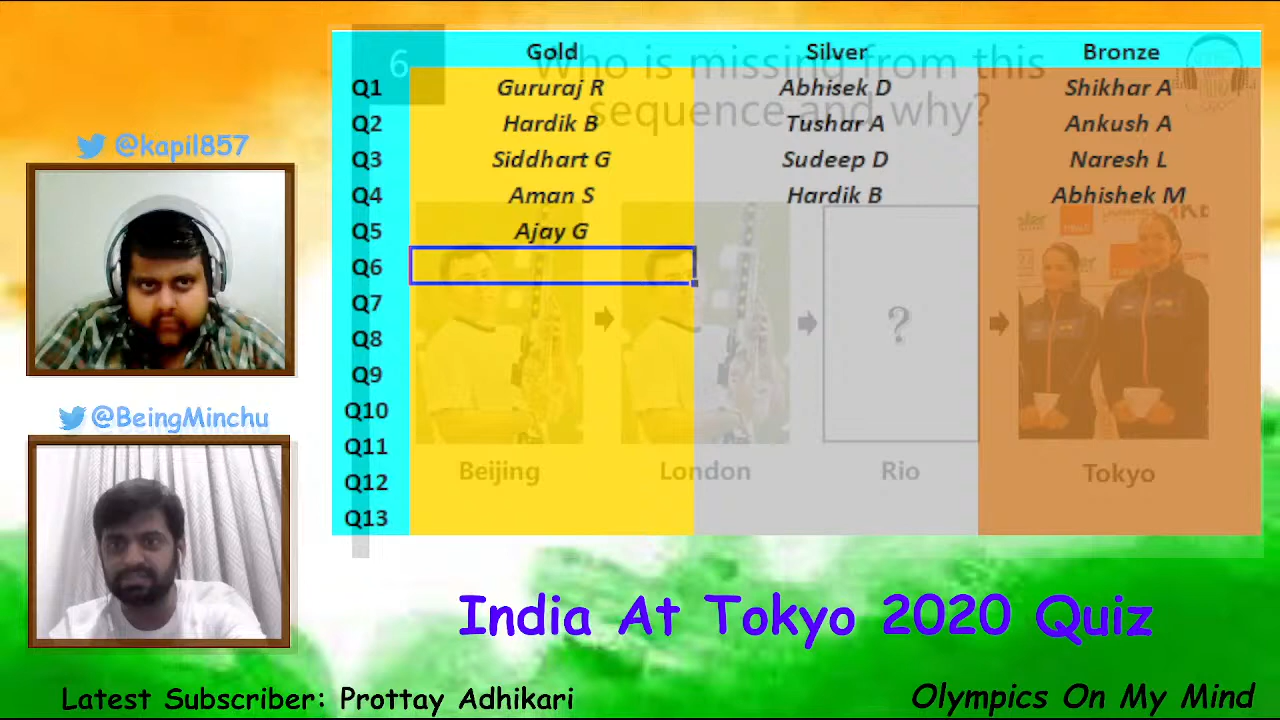 @kapil857
@BeingMinchu
6
Who is missing from this
sequence and why?
Gold Silver Bronze
Q1 Gururaj R Abhisek D Shikhar A
Q2 Hardik B Tushar A Ankush A
Q3 Siddhart G Sudeep D Naresh L
Q4 Aman S Hardik B Abhishek M
Q5 Ajay G
Q6
Q7
Q8
Q9
Q10
Q11
Q12
Q13
?
Beijing London Rio Tokyo
India At Tokyo 2020 Quiz
Latest Subscriber: Prottay Adhikari
Olympics On My Mind